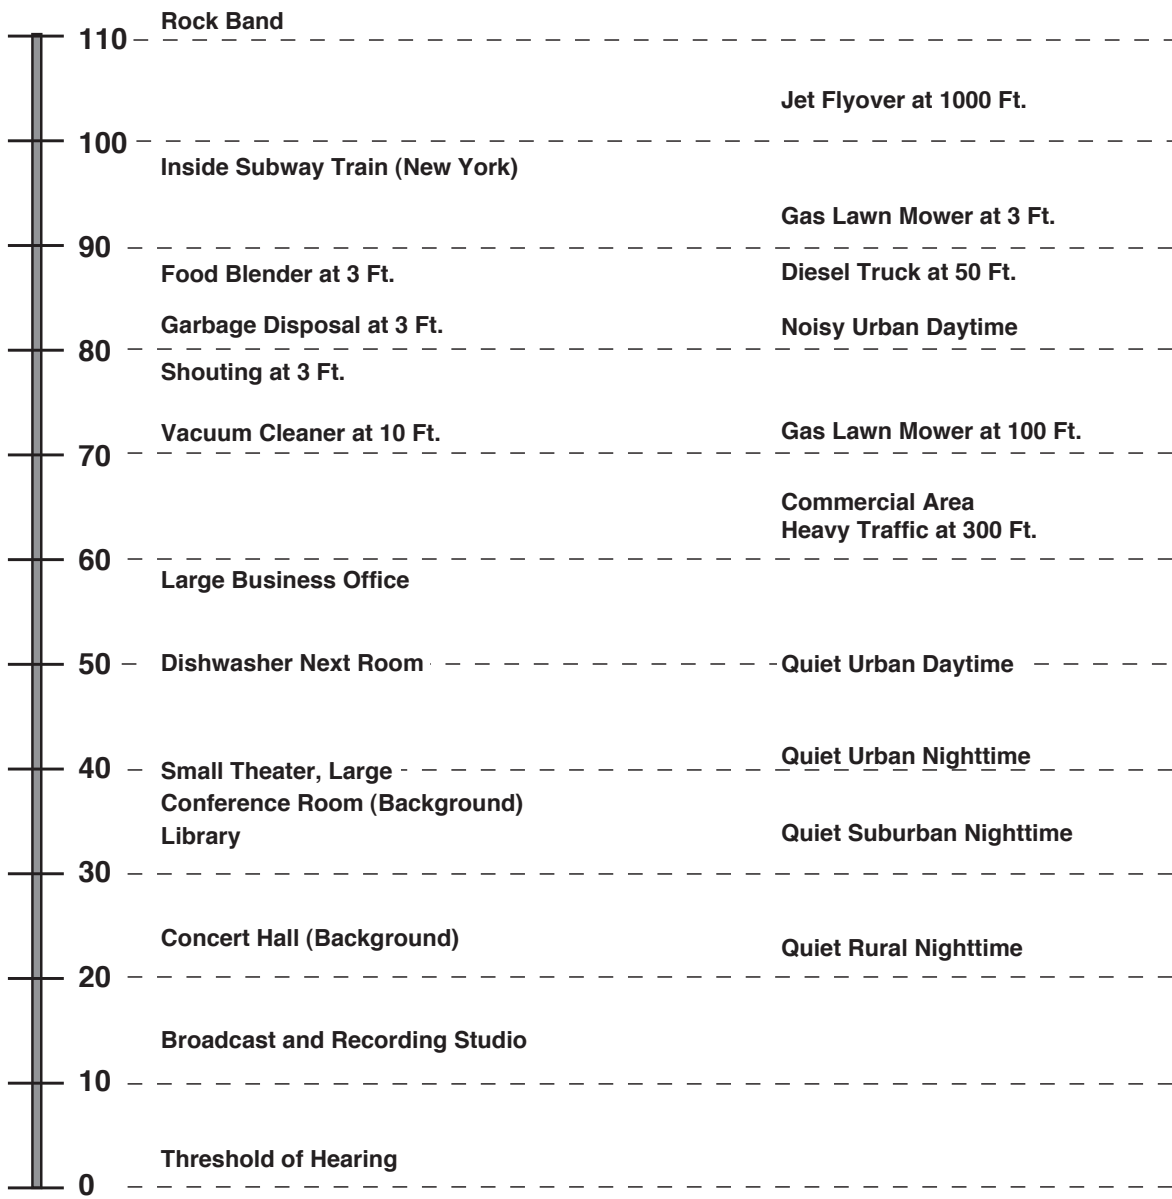 Rock Band
110
Jet Flyover at 1000 Ft.
100
Inside Subway Train (New York)
Gas Lawn Mower at 3 Ft.
90
Food Blender at 3 Ft.
Diesel Truck at 50 Ft.
Garbage Disposal at 3 Ft.
Noisy Urban Daytime
80
Shouting at 3 Ft.
Vacuum Cleaner at 10 Ft.
Gas Lawn Mower at 100 Ft.
70
Commercial Area
Heavy Traffic at 300 Ft.
60
Large Business Office
50
Dishwasher Next Room
Quiet Urban Daytime
Quiet Urban Nighttime
40
Small Theater, Large
Conference Room (Background)
Library
Quiet Suburban Nighttime
30
Concert Hall (Background)
Quiet Rural Nighttime
20
Broadcast and Recording Studio
10
Threshold of Hearing
0